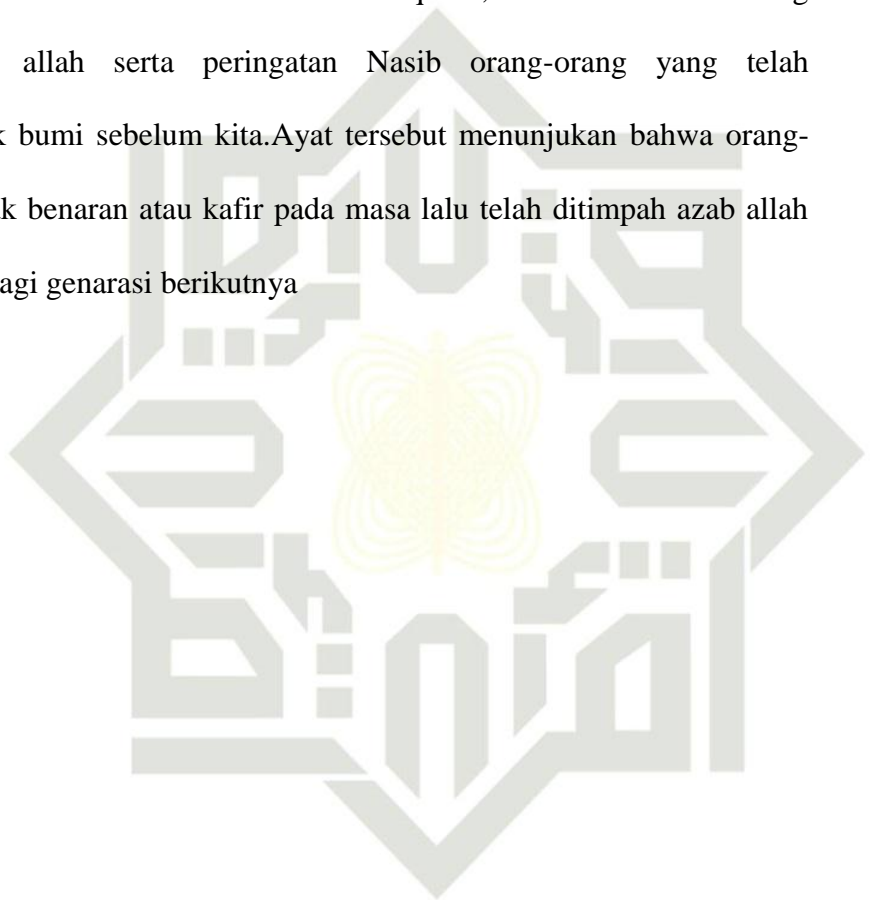 allah serta peringatan Nasib orang-orang yang telah
bumi sebelum kita.Ayat tersebut menunjukan bahwa orang-
benaran atau kafir pada masa lalu telah ditimpah azab allah
agi genarasi berikutnya